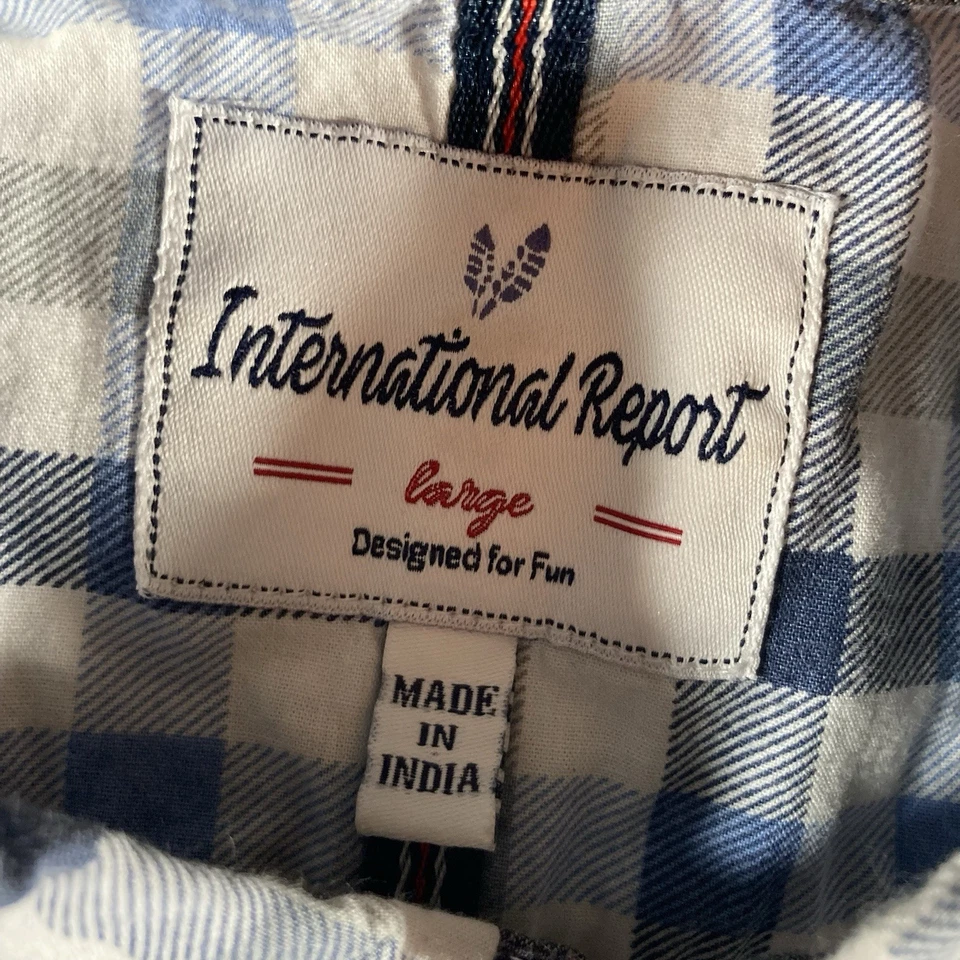 International Report
large
Designed for Fun
MADE
IN
INDIA